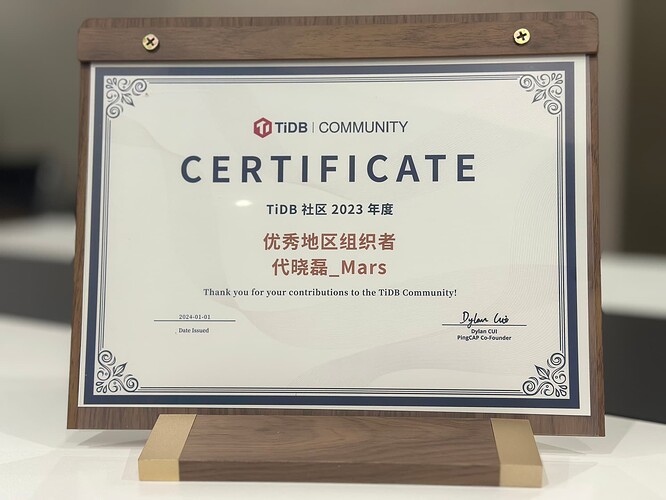 TiDB | COMMUNITY
CERTIFICATE
TiDB 社区 2023 年度
优秀地区组织者
代晓磊_Mars
Thank you for your contributions to the TiDB Community!
2024-01-01
Date Issued
Dylan Cui
Dylan CUI
PingCAP Co-Founder